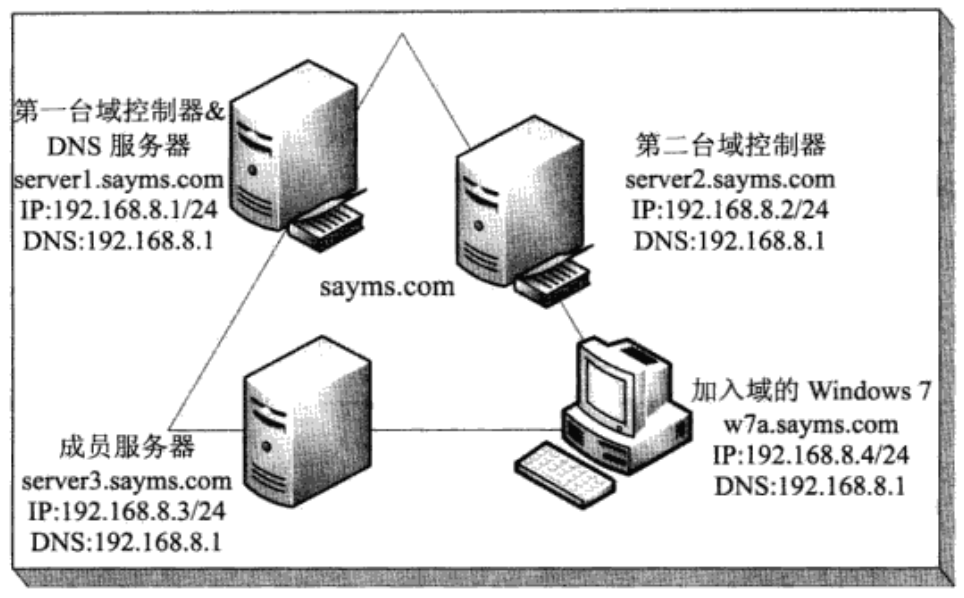 第一台域控制器&
DNS 服务器
server1.sayms.com
IP:192.168.8.1/24
DNS:192.168.8.1
第二台域控制器
server2.sayms.com
IP:192.168.8.2/24
DNS:192.168.8.1
sayms.com
成员服务器
server3.sayms.com
IP:192.168.8.3/24
DNS:192.168.8.1
加入域的 Windows 7
w7a.sayms.com
IP:192.168.8.4/24
DNS:192.168.8.1